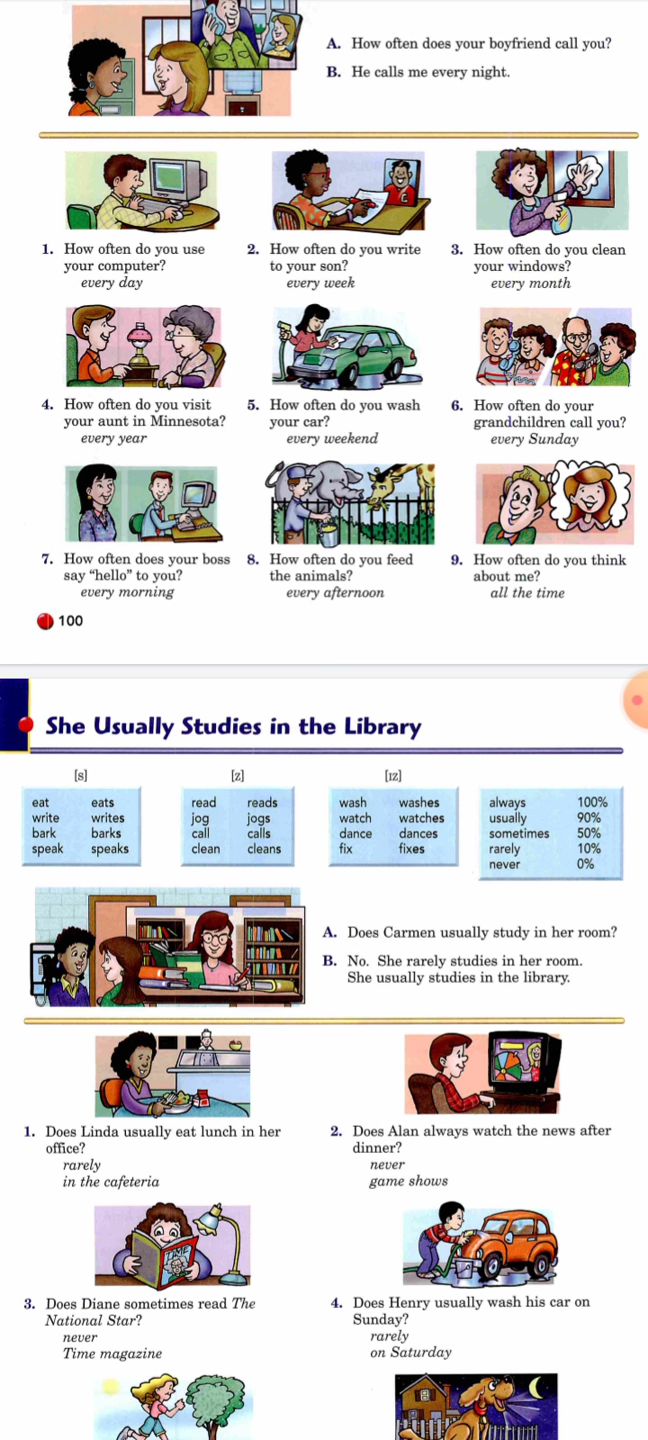 A. How often does your boyfriend call you?
B. He calls me every night.
1. How often do you use
your computer?
every day
2. How often do you write
to your son?
every week
3. How often do you clean
your windows?
every month
4. How often do you visit
your aunt in Minnesota?
every year
5. How often do you wash
your car?
every weekend
6. How often do your
grandchildren call you?
every Sunday
7. How often does your boss
say “hello” to you?
every morning
8. How often do you feed
the animals?
every afternoon
9. How often do you think
about me?
all the time
100
She Usually Studies in the Library
[s]
eat eats
write writes
bark barks
speak speaks
[z]
read reads
jog jogs
call calls
clean cleans
[ɪz]
wash washes
watch watches
dance dances
fix fixes
always 100%
usually 90%
sometimes 50%
rarely 10%
never 0%
A. Does Carmen usually study in her room?
B. No. She rarely studies in her room.
She usually studies in the library.
1. Does Linda usually eat lunch in her
office?
rarely
in the cafeteria
2. Does Alan always watch the news after
dinner?
never
game shows
TIME
3. Does Diane sometimes read The
National Star?
never
Time magazine
4. Does Henry usually wash his car on
Sunday?
rarely
on Saturday